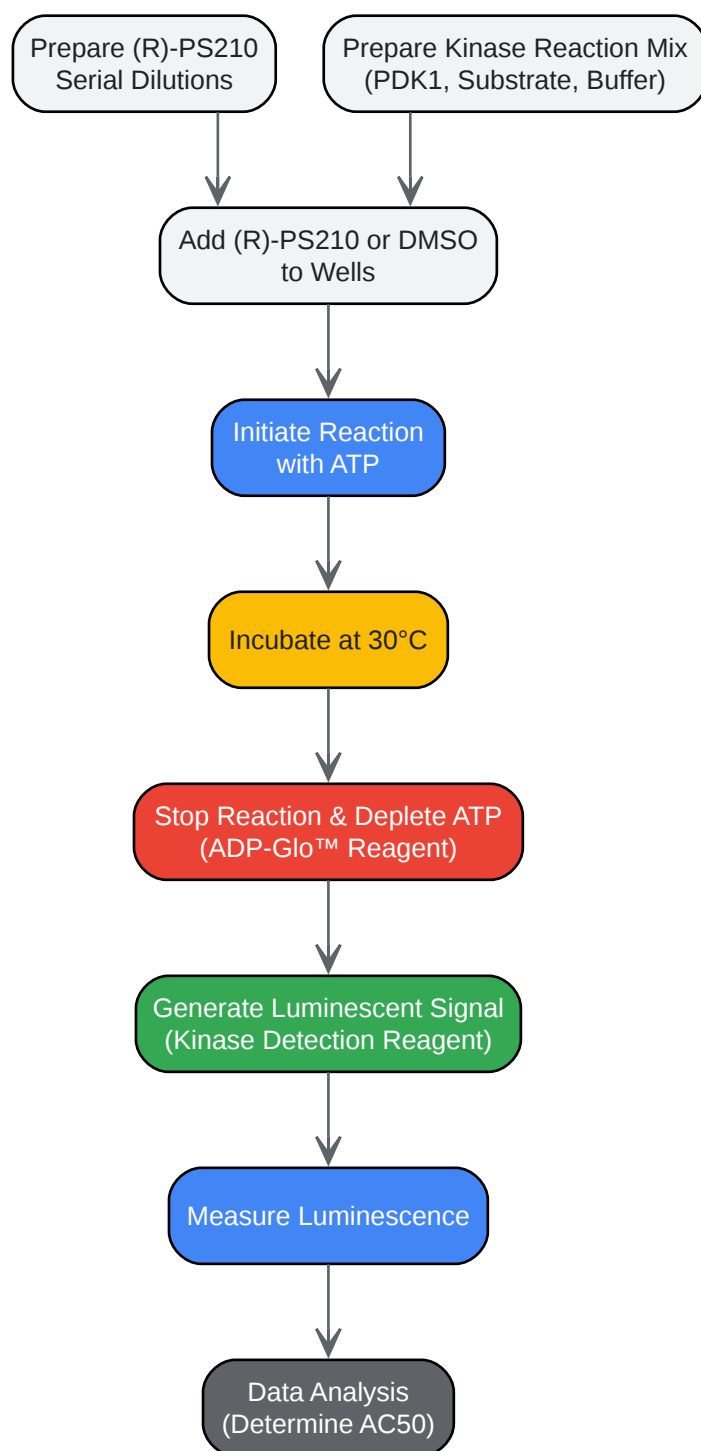 Prepare (R)-PS210
Serial Dilutions
Prepare Kinase Reaction Mix
(PDK1, Substrate, Buffer)
Add (R)-PS210 or DMSO
to Wells
Initiate Reaction
with ATP
Incubate at 30°C
Stop Reaction & Deplete ATP
(ADP-Glo™ Reagent)
Generate Luminescent Signal
(Kinase Detection Reagent)
Measure Luminescence
Data Analysis
(Determine AC50)